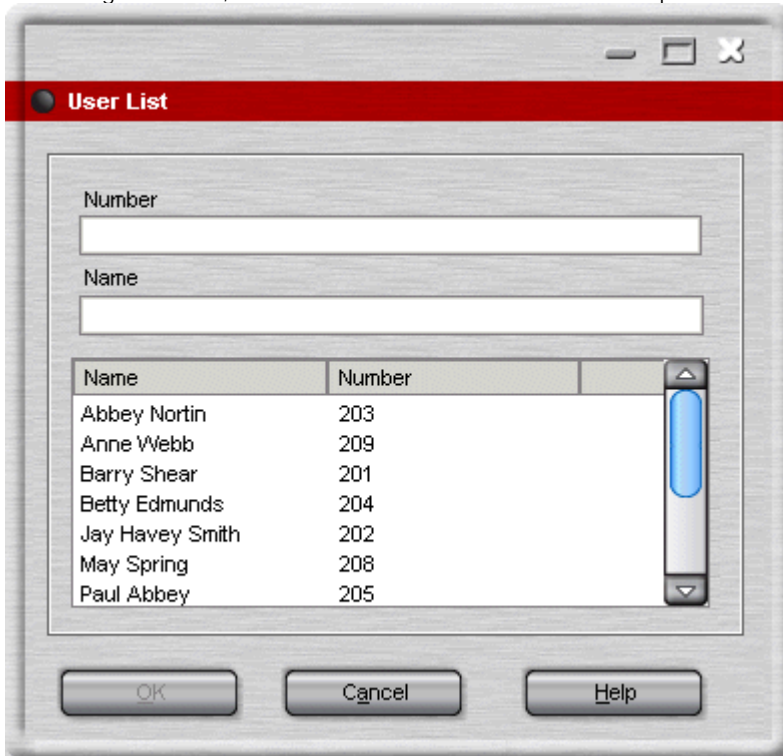 User List
Number
Name
Name Number
Abbey Nortin 203
Anne Webb 209
Barry Shear 201
Betty Edmunds 204
Jay Havey Smith 202
May Spring 208
Paul Abbey 205
OK Cancel Help